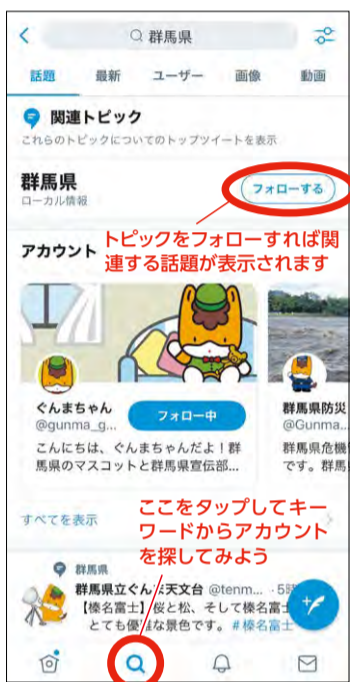 群馬県
話題 最新 ユーザー 画像 動画
関連トピック
これらのトピックについてのトップツイートを表示
群馬県
ローカル情報
フォローする
トピックをフォローすれば関
連する話題が表示されます
アカウント
ぐんまちゃん
@gunma_g...
フォロー中
こんにちは、ぐんまちゃんだよ！群
馬県のマスコットと群馬県宣伝部...
群馬県防災
@Gunma...
群馬県危機
です。群馬
すべてを表示
ここをタップしてキー
ワードからアカウント
を探してみよう
群馬県
群馬県立ぐんま天文台 @tenm... · 5
【榛名富士】桜と松、そして榛名富
とても優雅な景色です。 #榛名富士